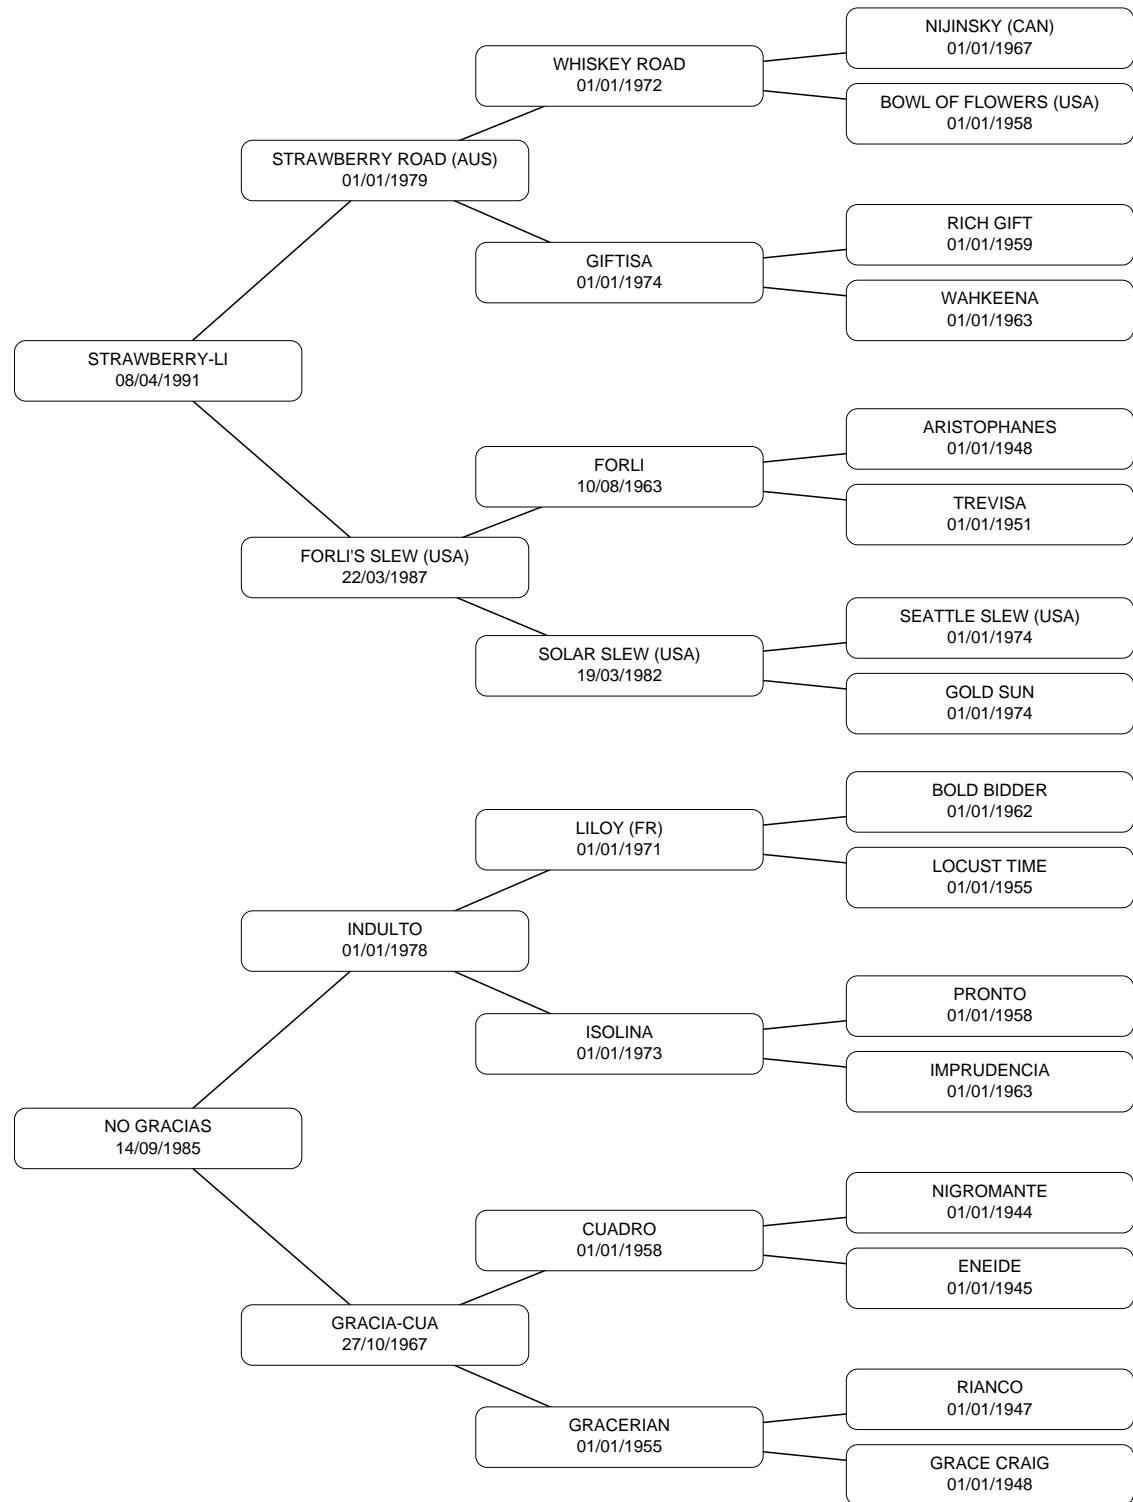 NIJINSKY (CAN)
01/01/1967
WHISKEY ROAD
01/01/1972
BOWL OF FLOWERS (USA)
01/01/1958
STRAWBERRY ROAD (AUS)
01/01/1979
RICH GIFT
01/01/1959
GIFTISA
01/01/1974
WAHKEENA
01/01/1963
STRAWBERRY-LI
08/04/1991
ARISTOPHANES
01/01/1948
FORLI
10/08/1963
TREVISA
01/01/1951
FORLI'S SLEW (USA)
22/03/1987
SEATTLE SLEW (USA)
01/01/1974
SOLAR SLEW (USA)
19/03/1982
GOLD SUN
01/01/1974
BOLD BIDDER
01/01/1962
LILOY (FR)
01/01/1971
LOCUST TIME
01/01/1955
INDULTO
01/01/1978
PRONTO
01/01/1958
ISOLINA
01/01/1973
IMPRUDENCIA
01/01/1963
NO GRACIAS
14/09/1985
NIGROMANTE
01/01/1944
CUADRO
01/01/1958
ENEIDE
01/01/1945
GRACIA-CUA
27/10/1967
RIANCO
01/01/1947
GRACERIAN
01/01/1955
GRACE CRAIG
01/01/1948